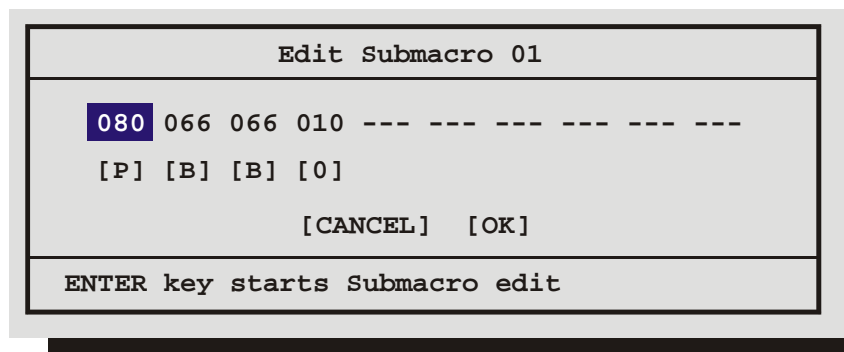 Edit Submacro 01
080 066 066 010 --- --- --- --- --- ---
[P] [B] [B] [0]
[CANCEL] [OK]
ENTER key starts Submacro edit